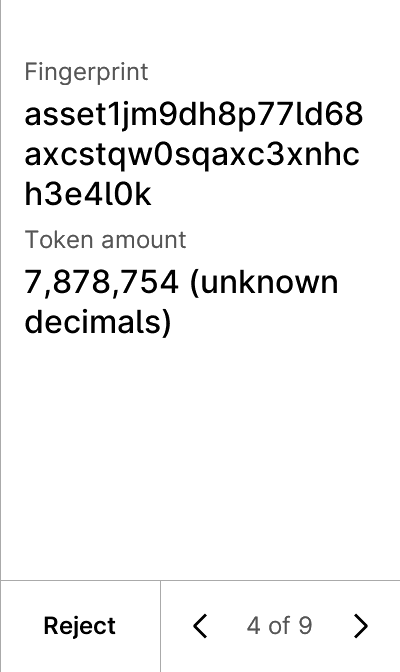 Fingerprint
asset1jm9dh8p77ld68
axcstqw0sqaxc3xnhc
h3e4l0k
Token amount
7,878,754 (unknown
decimals)
Reject
4 of 9